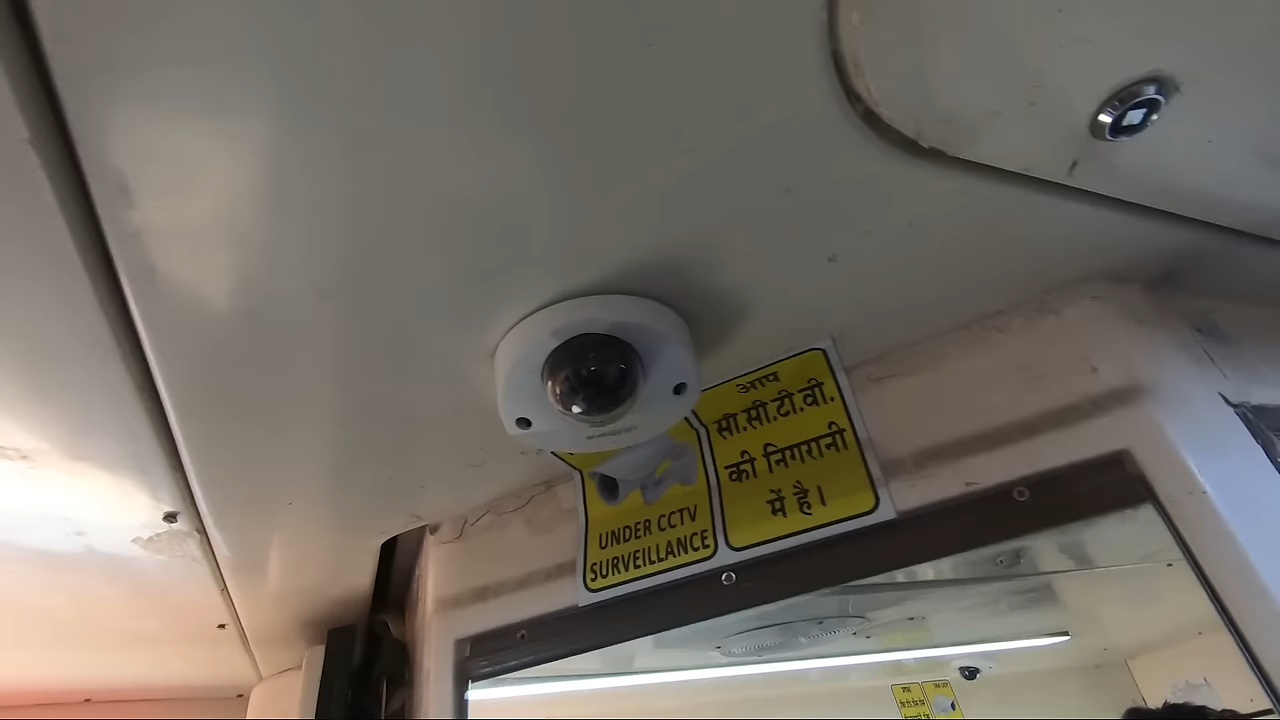 UNDER CCTV
SURVEILLANCE
आप
सी.सी.टी.वी.
की निगरानी
में है।